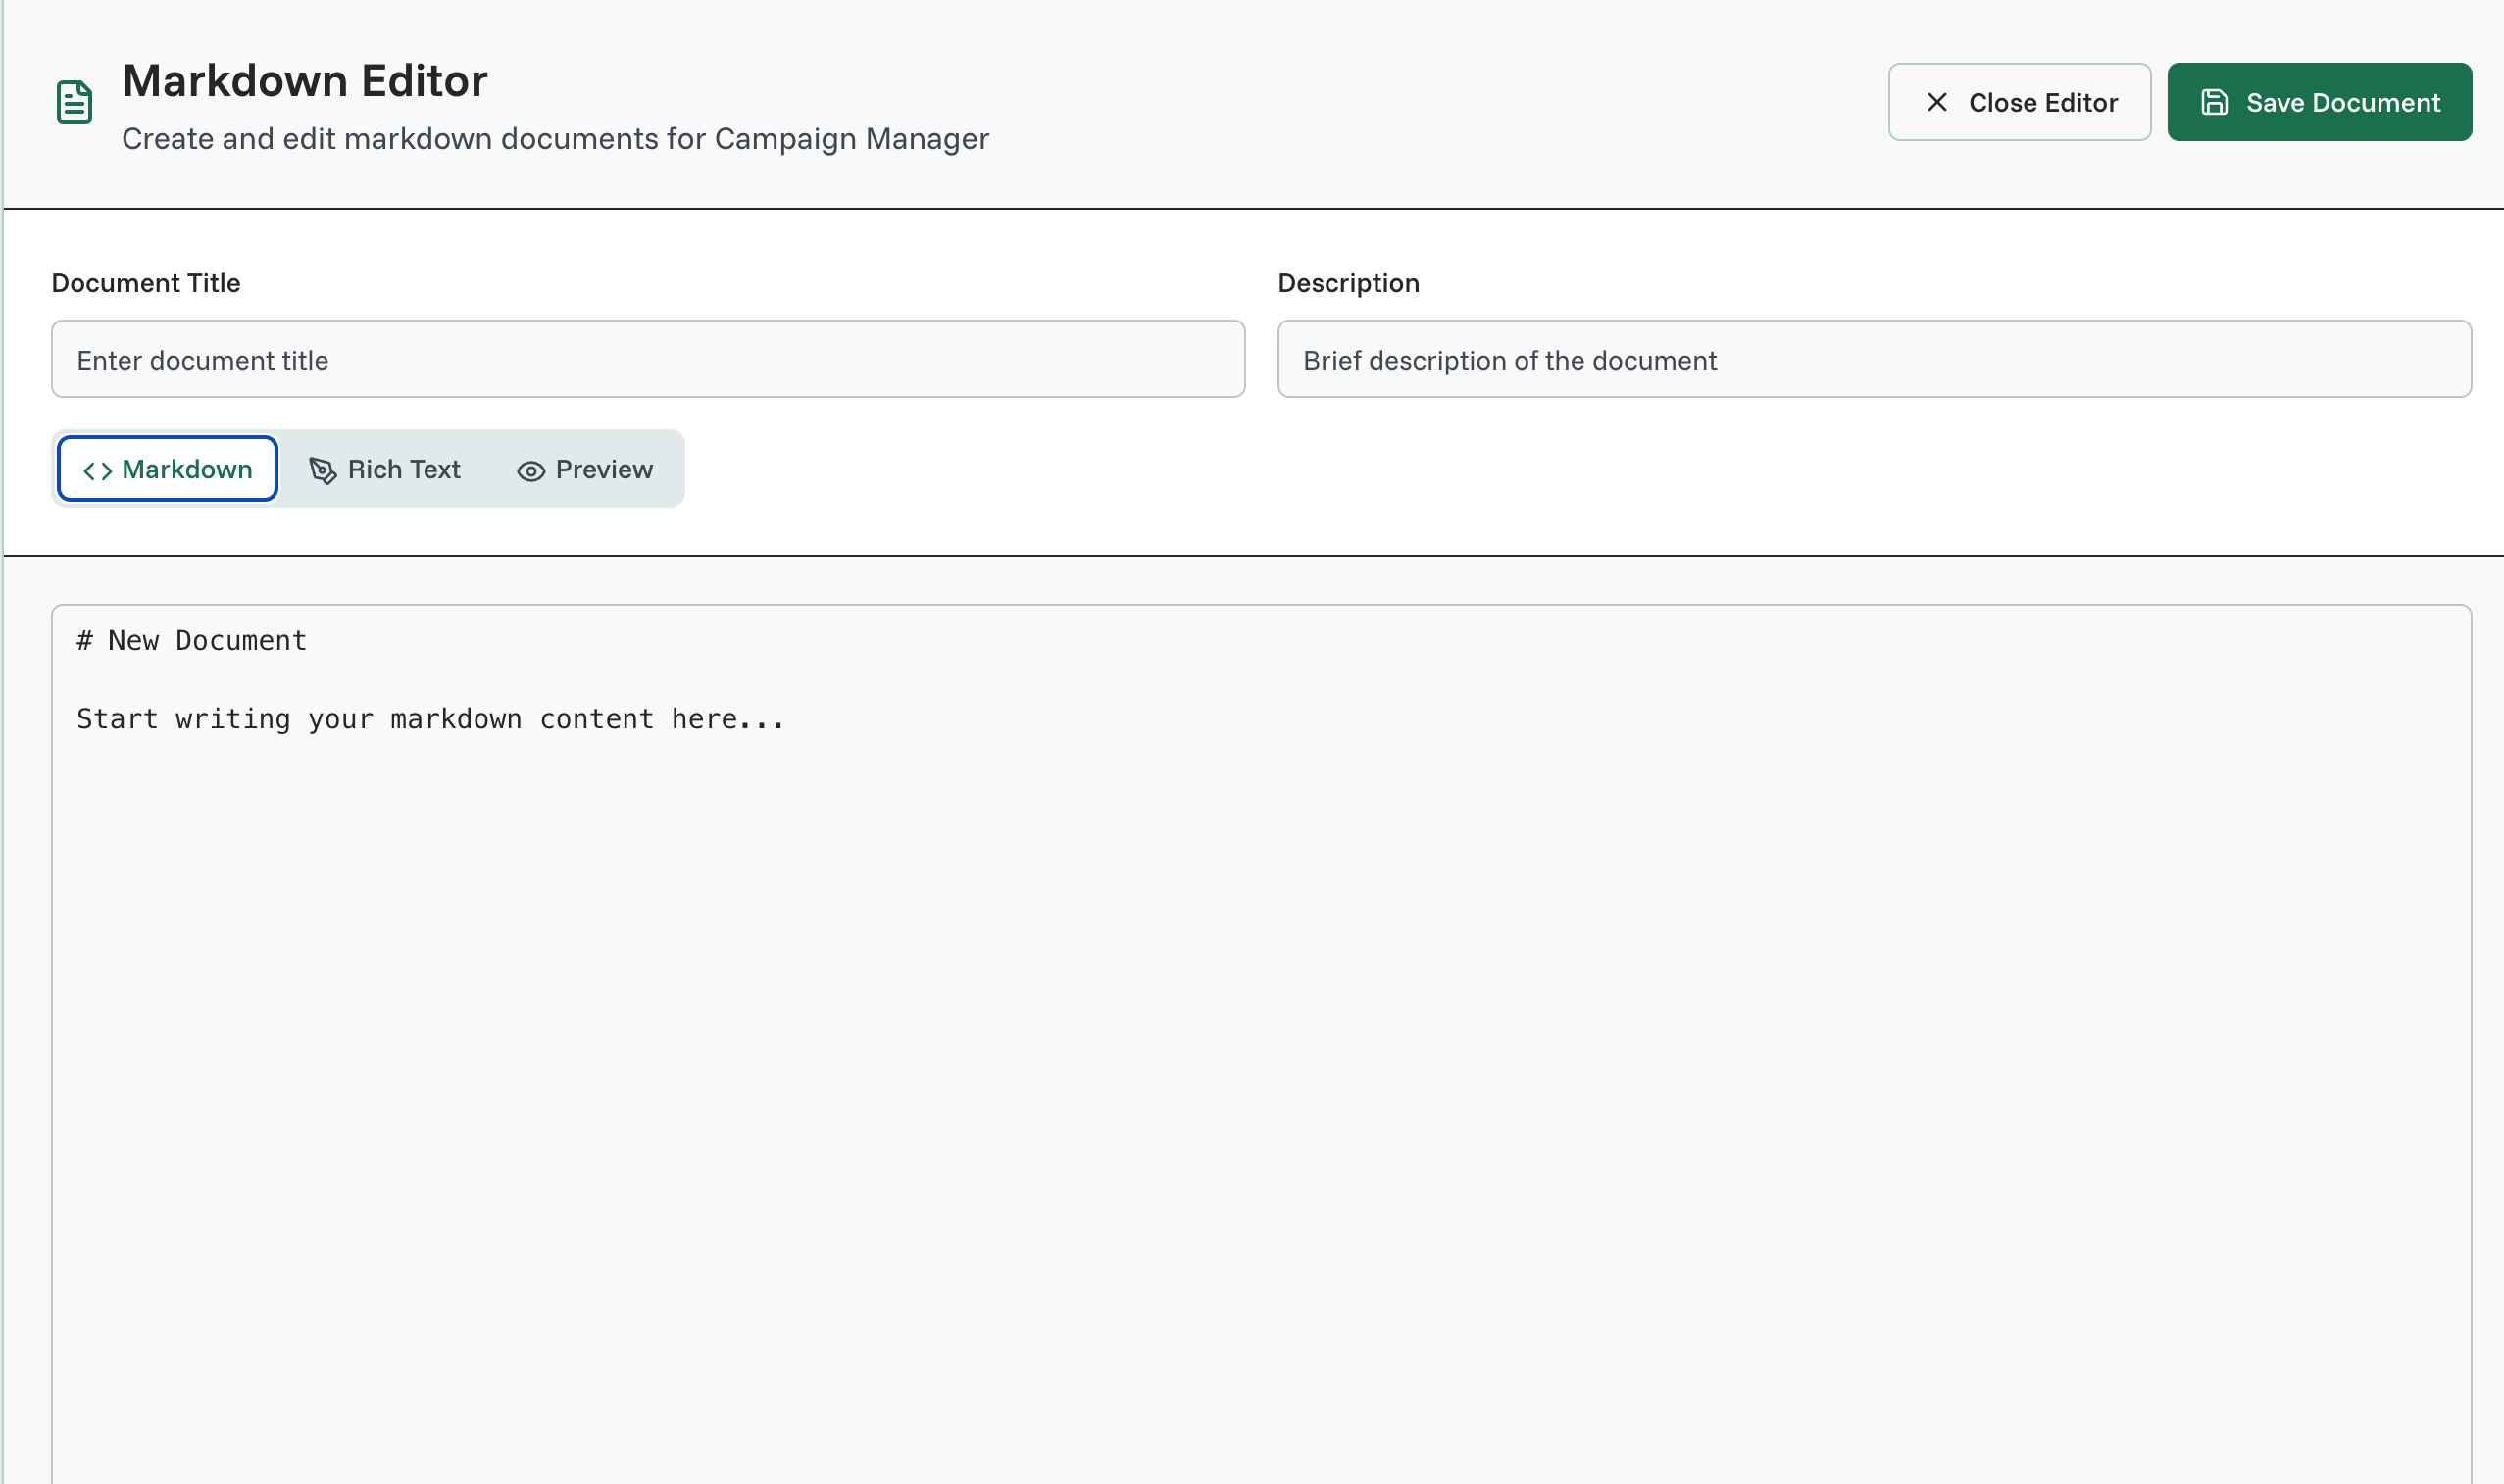 Markdown Editor
Create and edit markdown documents for Campaign Manager
Close Editor
Save Document
Document Title
Description
Enter document title
Brief description of the document
Markdown
Rich Text
Preview
# New Document
Start writing your markdown content here...